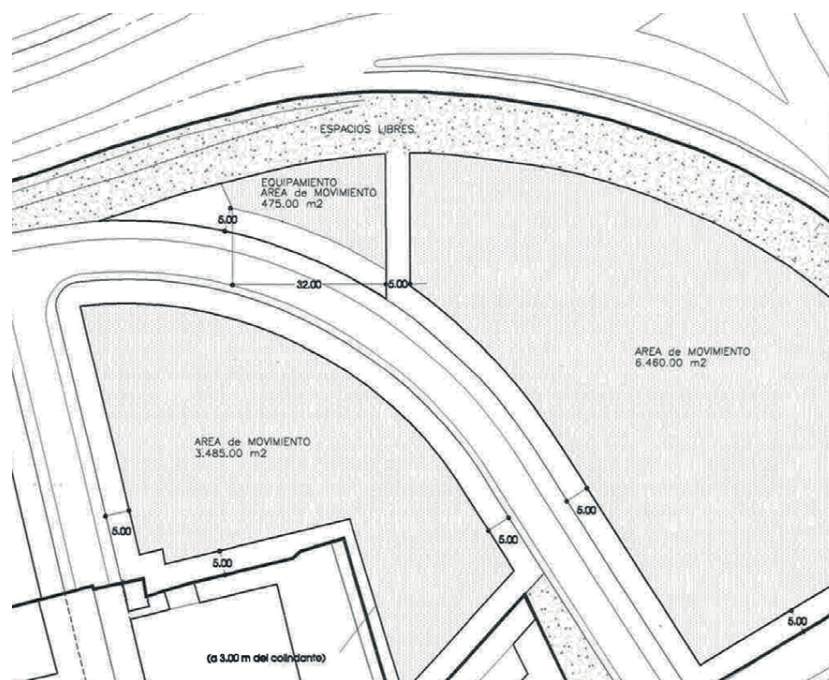 ESPACIOS LIBRES.
EQUIPAMIENTO
AREA de MOVIMIENTO
475.00 m2
5.00
32.00
5.00
AREA de MOVIMIENTO
6.460.00 m2
AREA de MOVIMIENTO
3.485.00 m2
5.00
5.00
5.00
5.00
5.00
(a 3.00 m del colindante)